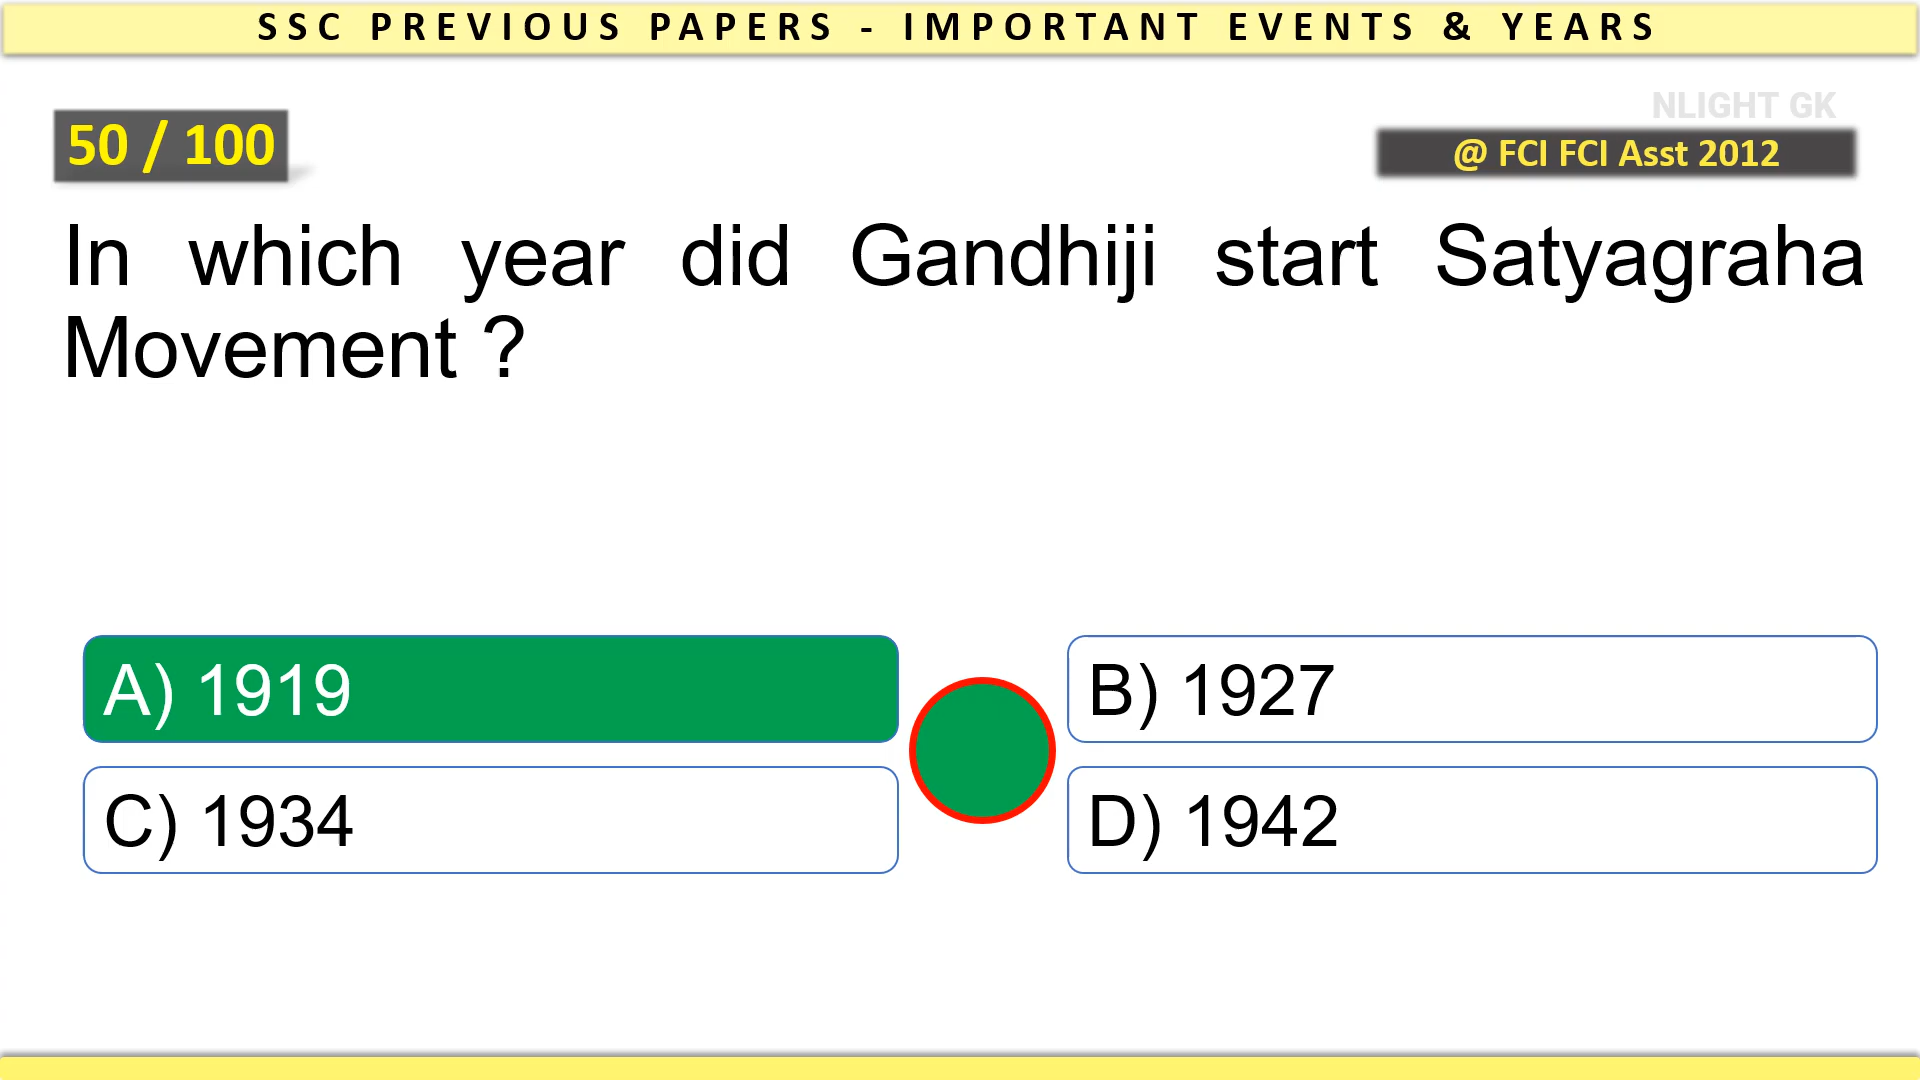 SSC PREVIOUS PAPERS - IMPORTANT EVENTS & YEARS
NLIGHT GK
50 / 100
@ FCI FCI Asst 2012
In which year did Gandhiji start Satyagraha
Movement ?
A) 1919
B) 1927
C) 1934
D) 1942